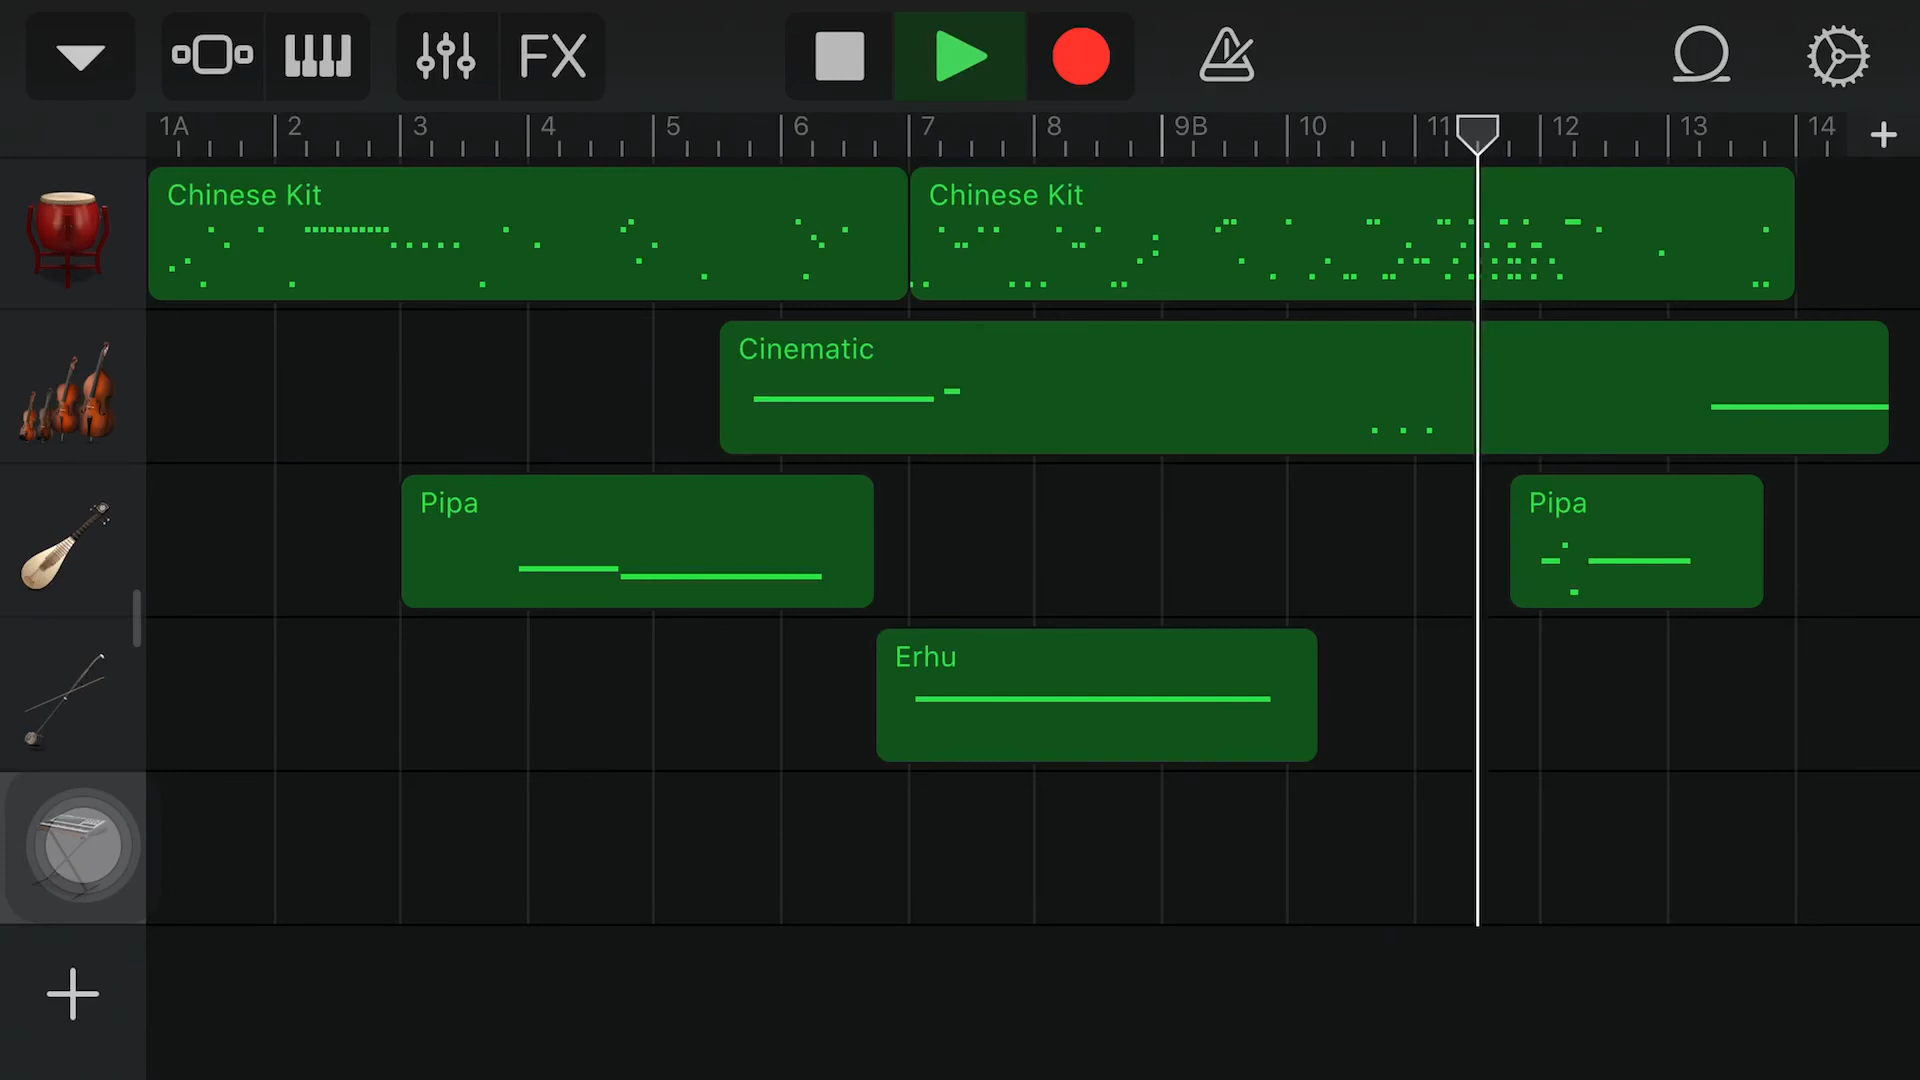 FX
1A 2 3 4 5 6 7 8 9B 10 11 12 13 14
Chinese Kit Chinese Kit
Cinematic
Pipa Pipa
Erhu